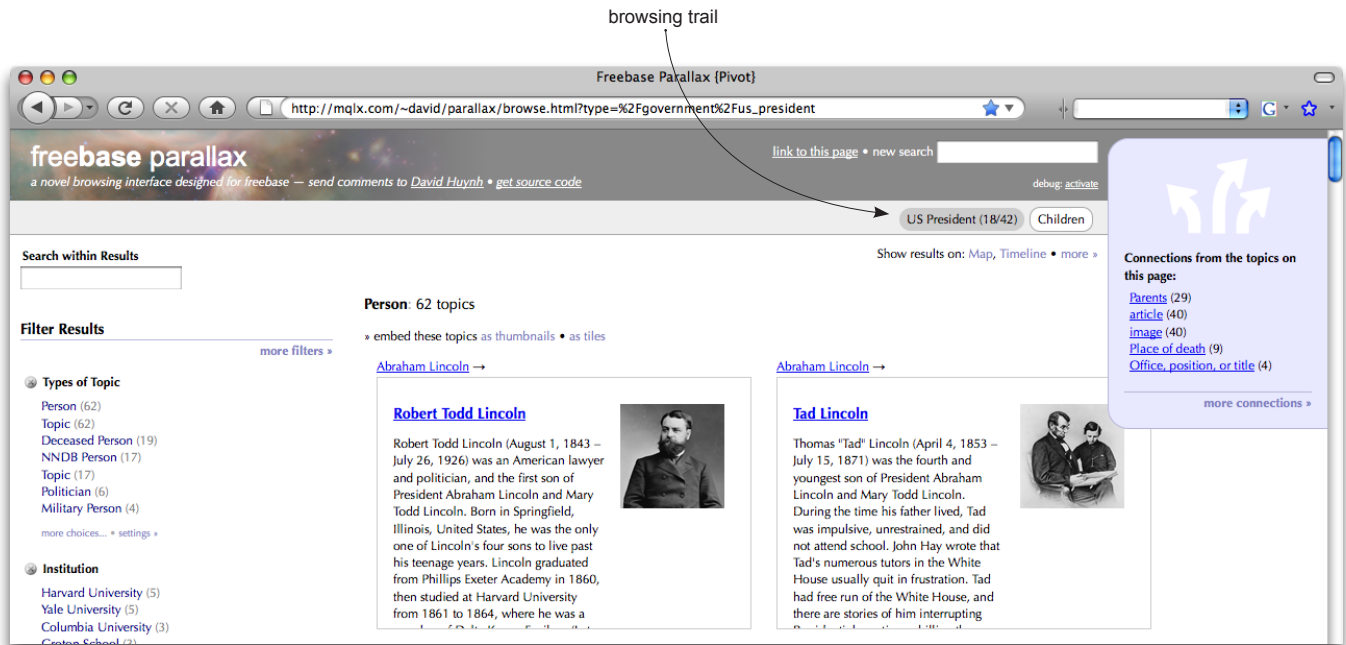 browsing trail
Freebase Parallax {Pivot}
http://mqlx.com/~david/parallax/browse.html?type=%2Fgovernment%2Fus_president
G
freebase parallax
a novel browsing interface designed for freebase — send comments to David Huynh • get source code
link to this page • new search
debug: activate
US President (18/42) Children
Search within Results
Show results on: Map, Timeline • more »
Connections from the topics on
this page:
Parents (29)
article (40)
image (40)
Place of death (9)
Office, position, or title (4)
more connections »
Filter Results
more filters »
Types of Topic
Person (62)
Topic (62)
Deceased Person (19)
NNDB Person (17)
Topic (17)
Politician (6)
Military Person (4)
more choices... • settings »
Institution
Harvard University (5)
Yale University (5)
Columbia University (3)
Groton School (3)
Person: 62 topics
» embed these topics as thumbnails • as tiles
Abraham Lincoln →
Robert Todd Lincoln
Robert Todd Lincoln (August 1, 1843 –
July 26, 1926) was an American lawyer
and politician, and the first son of
President Abraham Lincoln and Mary
Todd Lincoln. Born in Springfield,
Illinois, United States, he was the only
one of Lincoln's four sons to live past
his teenage years. Lincoln graduated
from Phillips Exeter Academy in 1860,
then studied at Harvard University
from 1861 to 1864, where he was a
Abraham Lincoln →
Tad Lincoln
Thomas "Tad" Lincoln (April 4, 1853 –
July 15, 1871) was the fourth and
youngest son of President Abraham
Lincoln and Mary Todd Lincoln.
During the time his father lived, Tad
was impulsive, unrestrained, and did
not attend school. John Hay wrote that
Tad's numerous tutors in the White
House usually quit in frustration. Tad
had free run of the White House, and
there are stories of him interrupting